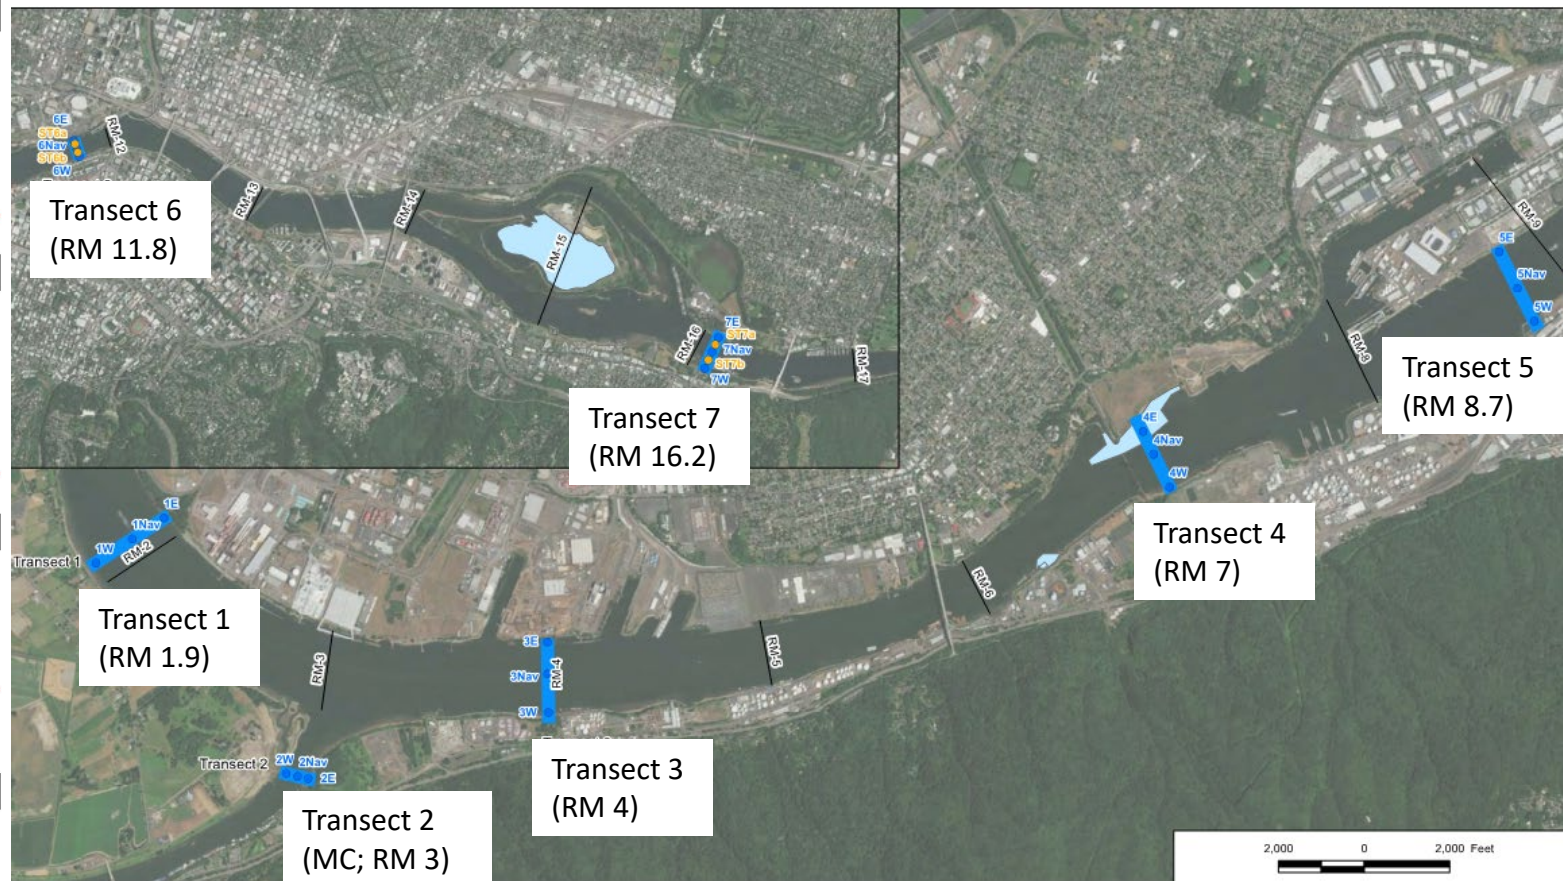 6E
ST6a
6Nav
ST6b
6W
RM-12
Transect 6
(RM 11.8)
RM-13
RM-14
RM-15
RM-16
7E
ST7a
7Nav
ST7b
7W
RM-17
Transect 7
(RM 16.2)
RM-9
5E
5Nav
5W
RM-8
Transect 5
(RM 8.7)
4E
4Nav
4W
Transect 4
(RM 7)
1E
1Nav
1W
RM-2
Transect 1
Transect 1
(RM 1.9)
RM-3
3E
3Nav
RM-4
3W
RM-5
RM-6
Transect 2
2W
2Nav
2E
Transect 3
(RM 4)
Transect 2
(MC; RM 3)
2,000 0 2,000 Feet